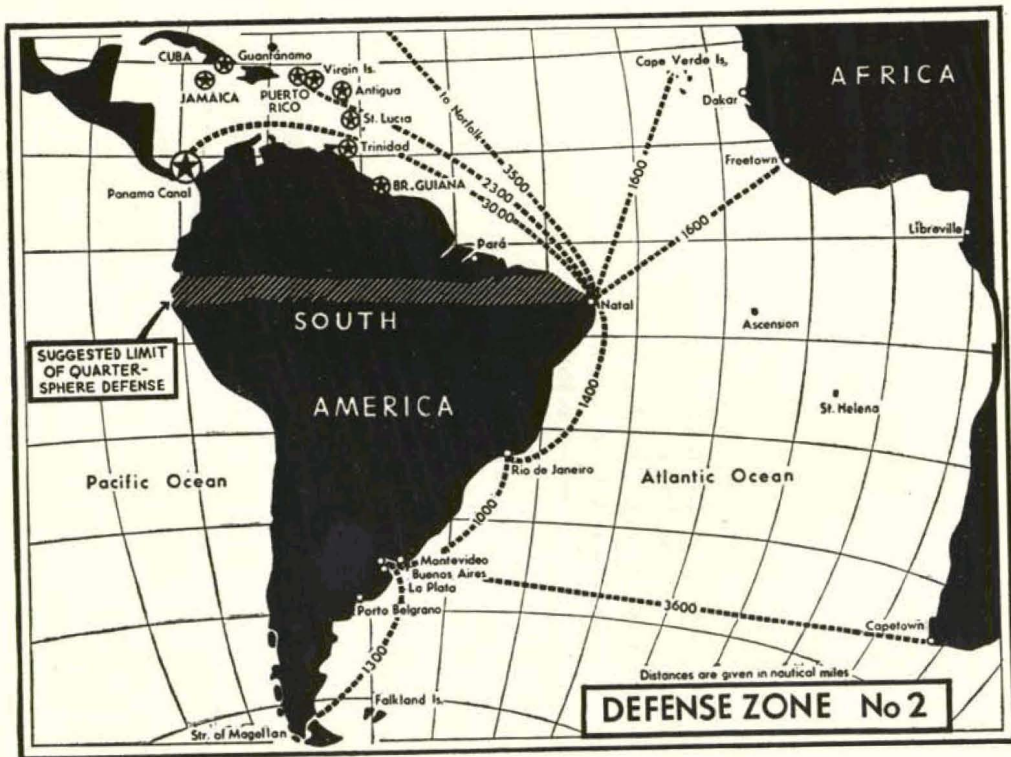 CUBA
Guantánamo
JAMAICA
PUERTO
RICO
Virgin Is.
Antigua
St. Lucia
Trinidad
BR. GUIANA
Panama Canal
to Norfolk
3500
2300
3000
1600
1600
Cape Verde Is.
Dakar
AFRICA
Freetown
Libreville
Pará
Natal
SOUTH
AMERICA
SUGGESTED LIMIT
OF QUARTER-
SPHERE DEFENSE
Ascension
St. Helena
1400
Rio de Janeiro
Pacific Ocean
Atlantic Ocean
1000
Montevideo
Buenos Aires
La Plata
Porto Belgrano
1300
3600
Capetown
Distances are given in nautical miles
Falkland Is.
Str. of Magellan
DEFENSE ZONE No 2